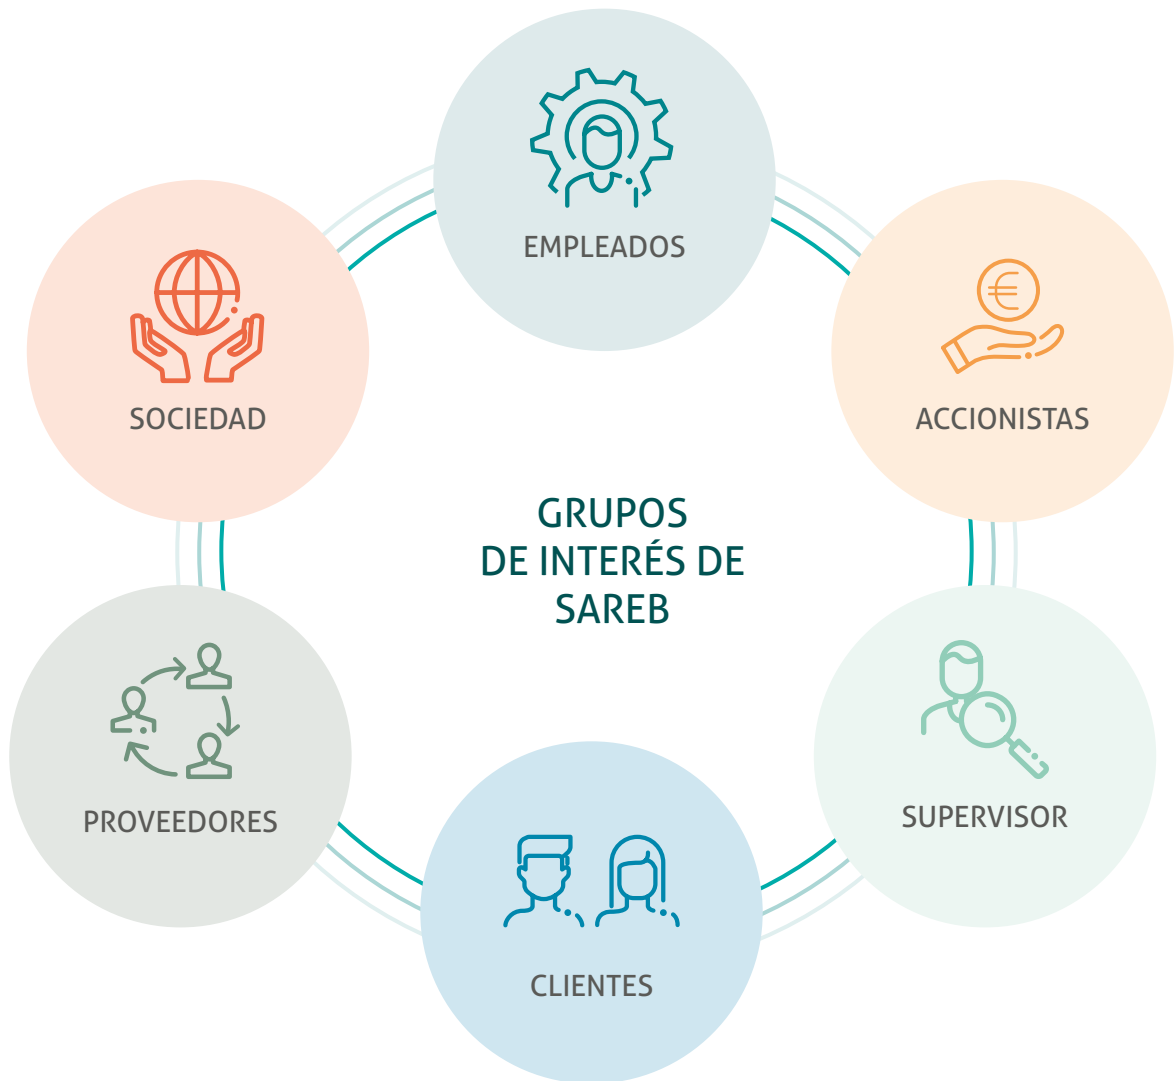 EMPLEADOS
SOCIEDAD
ACCIONISTAS
GRUPOS
DE INTERÉS DE
SAREB
PROVEEDORES
SUPERVISOR
CLIENTES